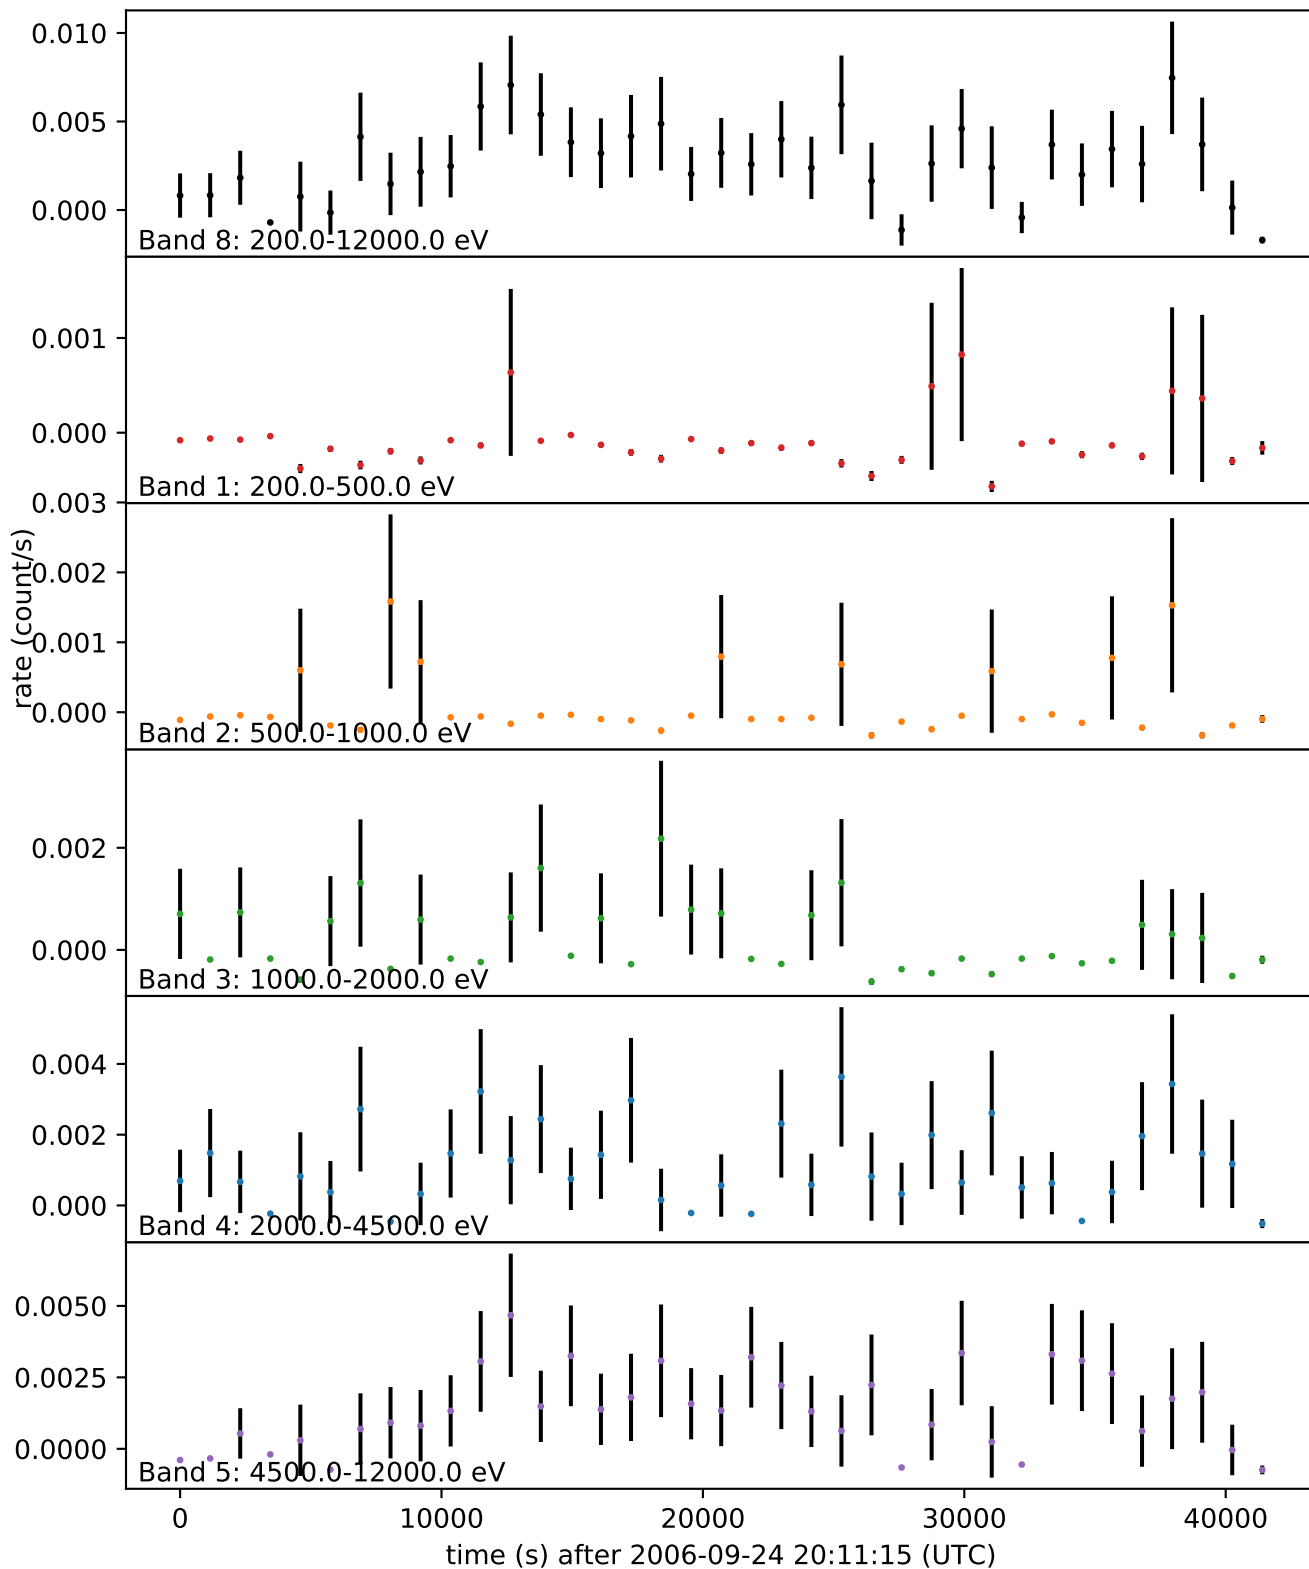 0.010
0.005
0.000
Band 8: 200.0-12000.0 eV
0.001
0.000
Band 1: 200.0-500.0 eV
rate (count/s)
0.003
0.002
0.001
0.000
Band 2: 500.0-1000.0 eV
0.002
0.000
Band 3: 1000.0-2000.0 eV
0.004
0.002
0.000
Band 4: 2000.0-4500.0 eV
0.0050
0.0025
0.0000
Band 5: 4500.0-12000.0 eV
0 10000 20000 30000 40000
time (s) after 2006-09-24 20:11:15 (UTC)